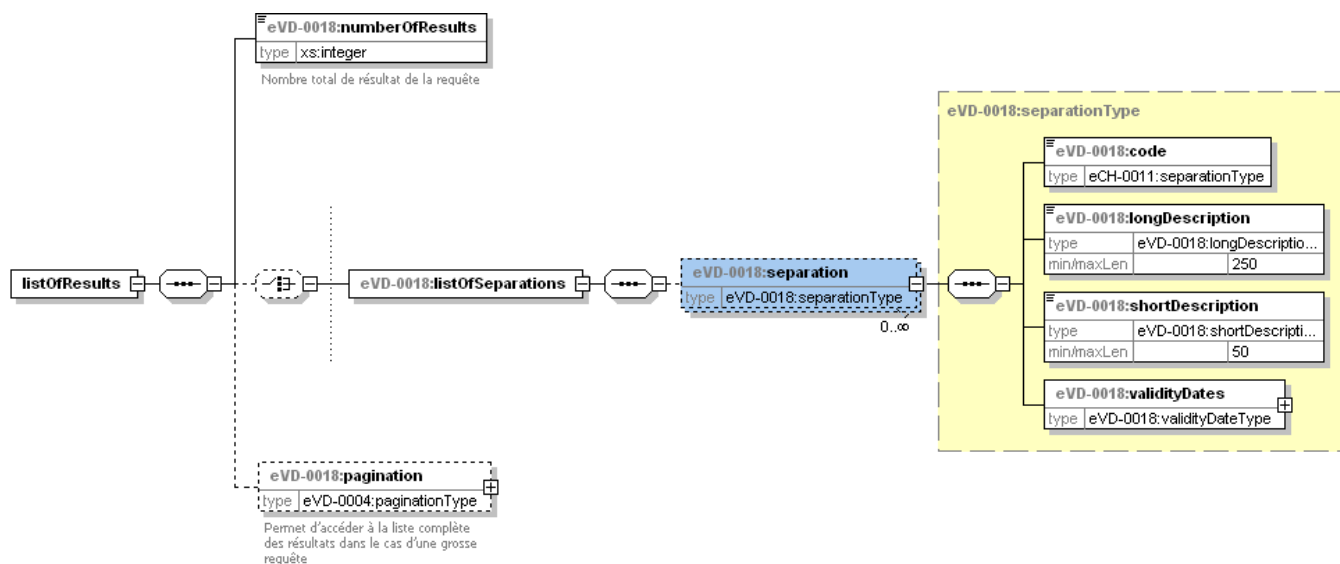 eVD-0018:numberOfResults
type xs:integer
Nombre total de résultat de la requête
eVD-0018:separationType
eVD-0018:code
type eCH-0011:separationType
eVD-0018:longDescription
type eVD-0018:longDescriptio...
min/maxLen 250
listOfResults
eVD-0018:listOfSeparations
eVD-0018:separation
type eVD-0018:separationType
0..∞
eVD-0018:shortDescription
type eVD-0018:shortDescripti...
min/maxLen 50
eVD-0018:validityDates
type eVD-0018:validityDateType
eVD-0018:pagination
type eVD-0004:paginationType
Permet d'accéder à la liste complète
des résultats dans le cas d'une grosse
requête